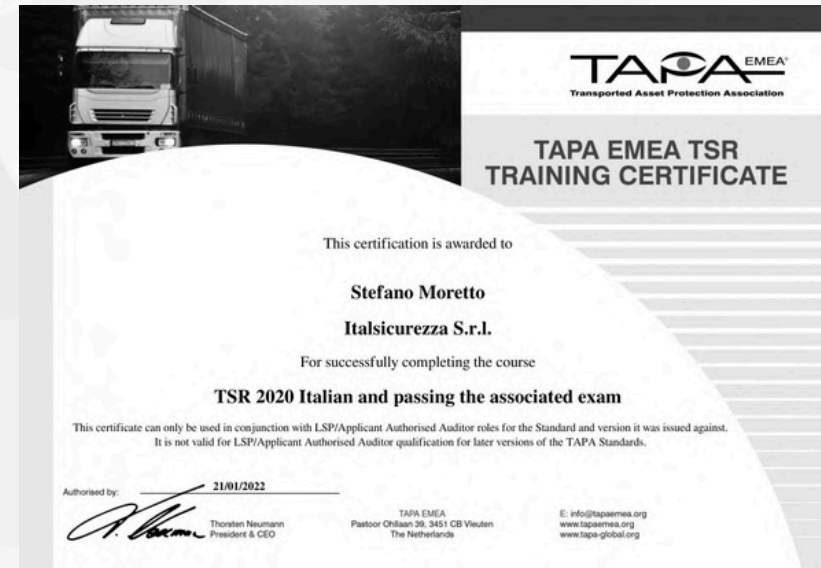 TAPA EMEA®
Transported Asset Protection Association
TAPA EMEA TSR
TRAINING CERTIFICATE
This certification is awarded to
Stefano Moretto
Italsicurezza S.r.l.
For successfully completing the course
TSR 2020 Italian and passing the associated exam
This certificate can only be used in conjunction with LSP/Applicant Authorised Auditor roles for the Standard and version it was issued against.
It is not valid for LSP/Applicant Authorised Auditor qualification for later versions of the TAPA Standards.
Authorised by:
21/01/2022
Thorsten Neumann
President & CEO
TAPA EMEA
Pastoor Ohllaan 39, 3451 CB Vleuten
The Netherlands
E: info@tapaemea.org
www.tapaemea.org
www.tapa-global.org